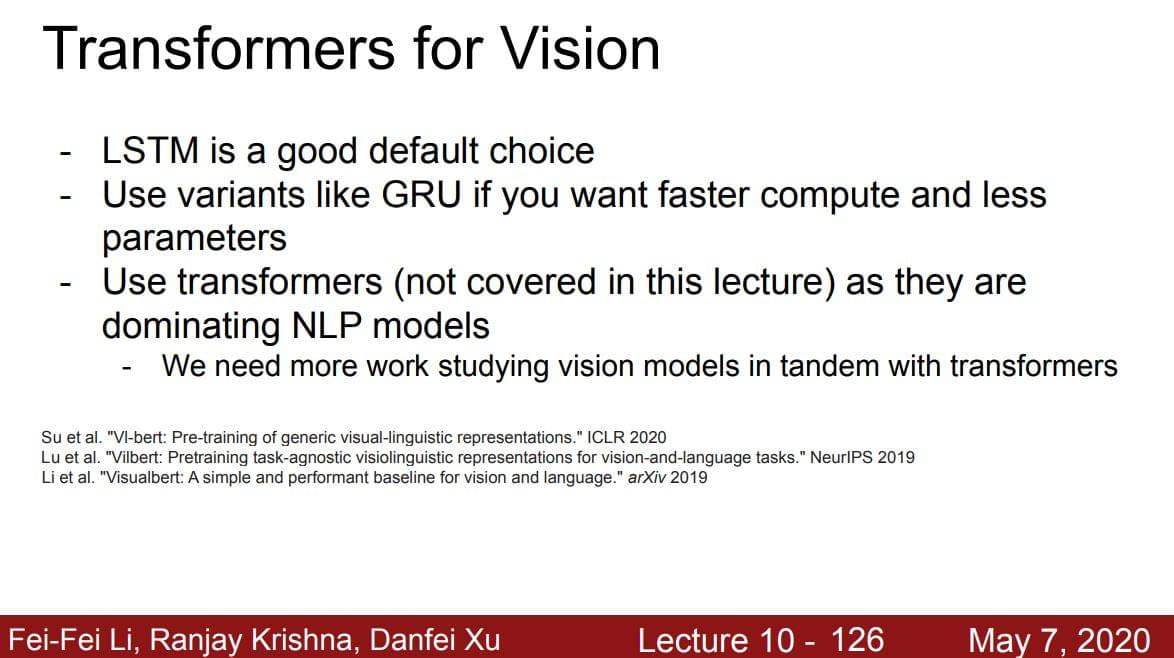 Transformers for Vision
- LSTM is a good default choice
- Use variants like GRU if you want faster compute and less
parameters
- Use transformers (not covered in this lecture) as they are
dominating NLP models
- We need more work studying vision models in tandem with transformers
Su et al. "Vl-bert: Pre-training of generic visual-linguistic representations." ICLR 2020
Lu et al. "Vilbert: Pretraining task-agnostic visiolinguistic representations for vision-and-language tasks." NeurIPS 2019
Li et al. "Visualbert: A simple and performant baseline for vision and language." arXiv 2019
Fei-Fei Li, Ranjay Krishna, Danfei Xu Lecture 10 - 126 May 7, 2020